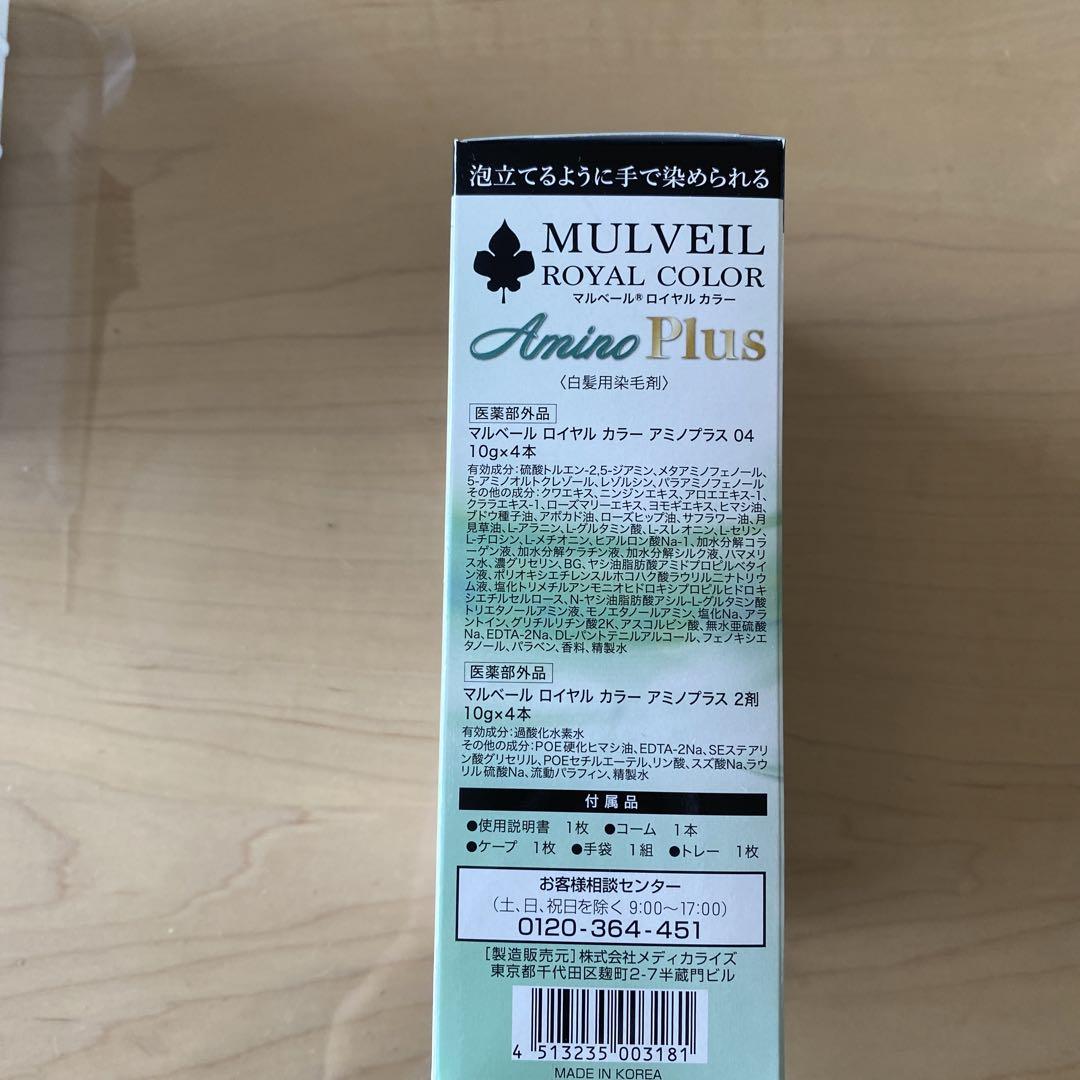 泡立てるように手で染められる
MULVEIL
ROYAL COLOR
マルベール® ロイヤル カラー
Amino Plus
〈白髪用染毛剤〉
医薬部外品
マルベール ロイヤル カラー アミノプラス 04
10g×4本
有効成分:硫酸トルエン-2,5-ジアミン、メタアミノフェノール、
5-アミノオルトクレゾール、レゾルシン、パラアミノフェノール
その他の成分:クワエキス、ニンジンエキス、アロエエキス-1、
クララエキス-1、ローズマリーエキス、ヨモギエキス、ヒマシ油、
ブドウ種子油、アボカド油、ローズヒップ油、サフラワー油、月
見草油、L-アラニン、L-グルタミン酸、L-スレオニン、L-セリン、
L-チロシン、L-メチオニン、ヒアルロン酸Na-1、加水分解コラ
ーゲン液、加水分解ケラチン液、加水分解シルク液、ハマメリ
ス水、濃グリセリン、BG、ヤシ油脂肪酸アミドプロピルベタイ
ン液、ポリオキシエチレンスルホコハク酸ラウリル二ナトリウ
ム液、塩化トリメチルアンモニオヒドロキシプロピルヒドロキ
シエチルセルロース、N-ヤシ油脂肪酸アシル-L-グルタミン酸
トリエタノールアミン液、モノエタノールアミン、塩化Na、アラ
ントイン、グリチルリチン酸2K、アスコルビン酸、無水亜硫酸
Na、EDTA-2Na、DL-パントテニルアルコール、フェノキシエ
タノール、パラベン、香料、精製水
医薬部外品
マルベール ロイヤル カラー アミノプラス 2剤
10g×4本
有効成分:過酸化水素水
その他の成分:POE硬化ヒマシ油、EDTA-2Na、SEステアリ
ン酸グリセリル、POEセチルエーテル、リン酸、スズ酸Na、ラウ
リル硫酸Na、流動パラフィン、精製水
付属品
●使用説明書 1枚 ●コーム 1本
●ケープ 1枚 ●手袋 1組 ●トレー 1枚
お客様相談センター
(土、日、祝日を除く 9:00~17:00)
0120-364-451
[製造販売元]株式会社メディカライズ
東京都千代田区麹町2-7半蔵門ビル
4 513235 003181
MADE IN KOREA